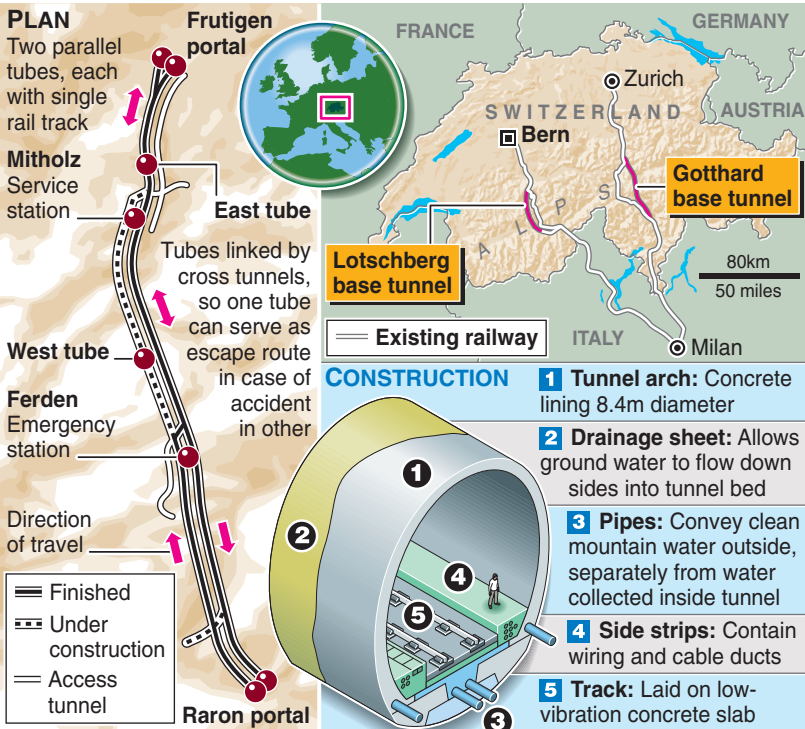 PLAN
Two parallel
tubes, each
with single
rail track
Frutigen
portal
Mitholz
Service
station
East tube
Tubes linked by
cross tunnels,
so one tube
can serve as
escape route
in case of
accident
in other
West tube
Ferden
Emergency
station
Direction
of travel
Finished
Under
construction
Access
tunnel
Raron portal
FRANCE
GERMANY
Zurich
SWITZERLAND
AUSTRIA
Bern
Gotthard
base tunnel
ALPS
Lotschberg
base tunnel
80km
50 miles
Existing railway
ITALY
Milan
CONSTRUCTION
1 Tunnel arch: Concrete
lining 8.4m diameter
2 Drainage sheet: Allows
ground water to flow down
sides into tunnel bed
3 Pipes: Convey clean
mountain water outside,
separately from water
collected inside tunnel
4 Side strips: Contain
wiring and cable ducts
5 Track: Laid on low-
vibration concrete slab
1
2
4
5
3